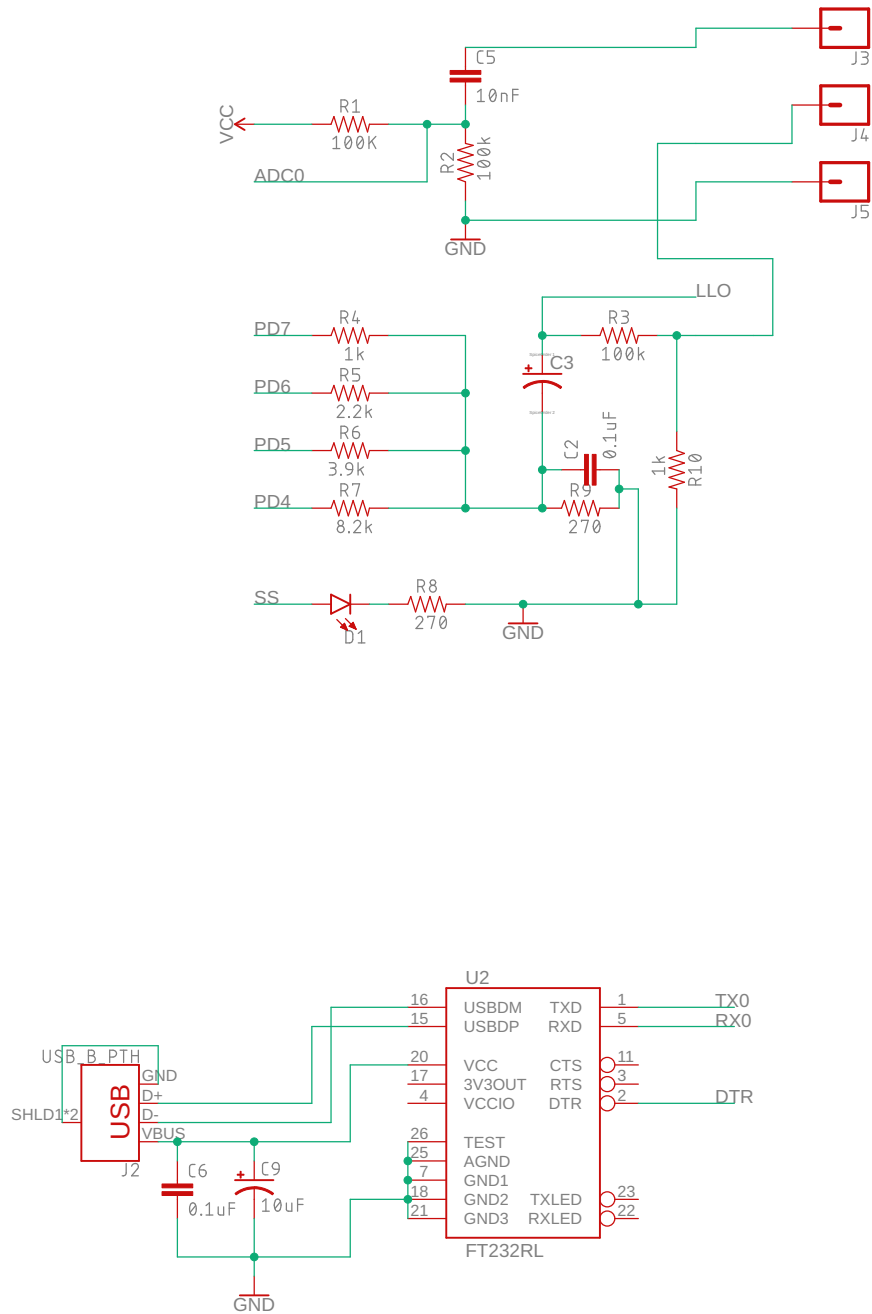 J3
C5
10nF
J4
VCC
R1
100K
R2
100k
ADC0
J5
GND
LLO
PD7
R4
1k
R3
100k
C3
PD6
R5
2.2k
PD5
R6
3.9k
C2
0.1uF
1k
R10
PD4
R7
8.2k
R9
270
SS
D1
R8
270
GND
U2
16 USBDM TXD 1 TX0
15 USBDP RXD 5 RX0
20 VCC CTS 11
17 3V3OUT RTS 3
4 VCCIO DTR 2 DTR
26 TEST
25 AGND
7 GND1
18 GND2 TXLED 23
21 GND3 RXLED 22
FT232RL
USB_B_PTH
GND
D+
SHLD1*2
USB
D-
VBUS
J2
C6
0.1uF
C9
10uF
GND